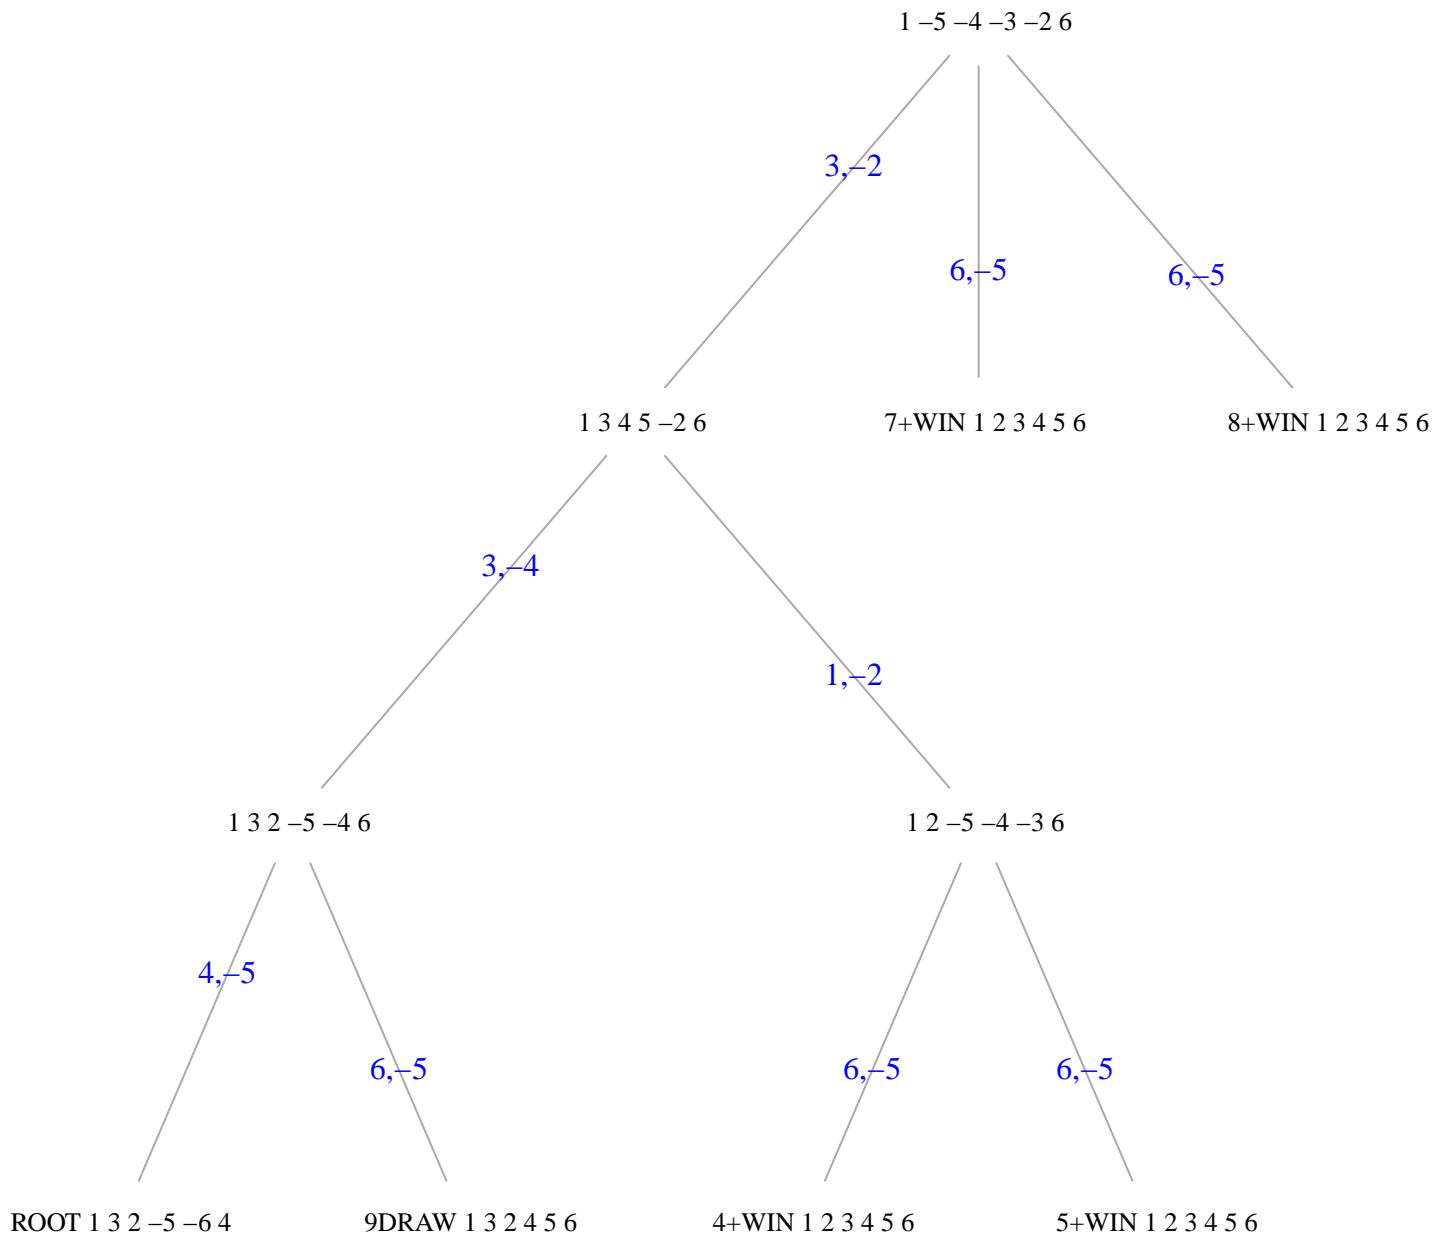 1 –5 –4 –3 –2 6
3,–2
6,–5
6,–5
1 3 4 5 –2 6
7+WIN 1 2 3 4 5 6
8+WIN 1 2 3 4 5 6
3,–4
1,–2
1 3 2 –5 –4 6
1 2 –5 –4 –3 6
4,–5
6,–5
6,–5
6,–5
ROOT 1 3 2 –5 –6 4
9DRAW 1 3 2 4 5 6
4+WIN 1 2 3 4 5 6
5+WIN 1 2 3 4 5 6